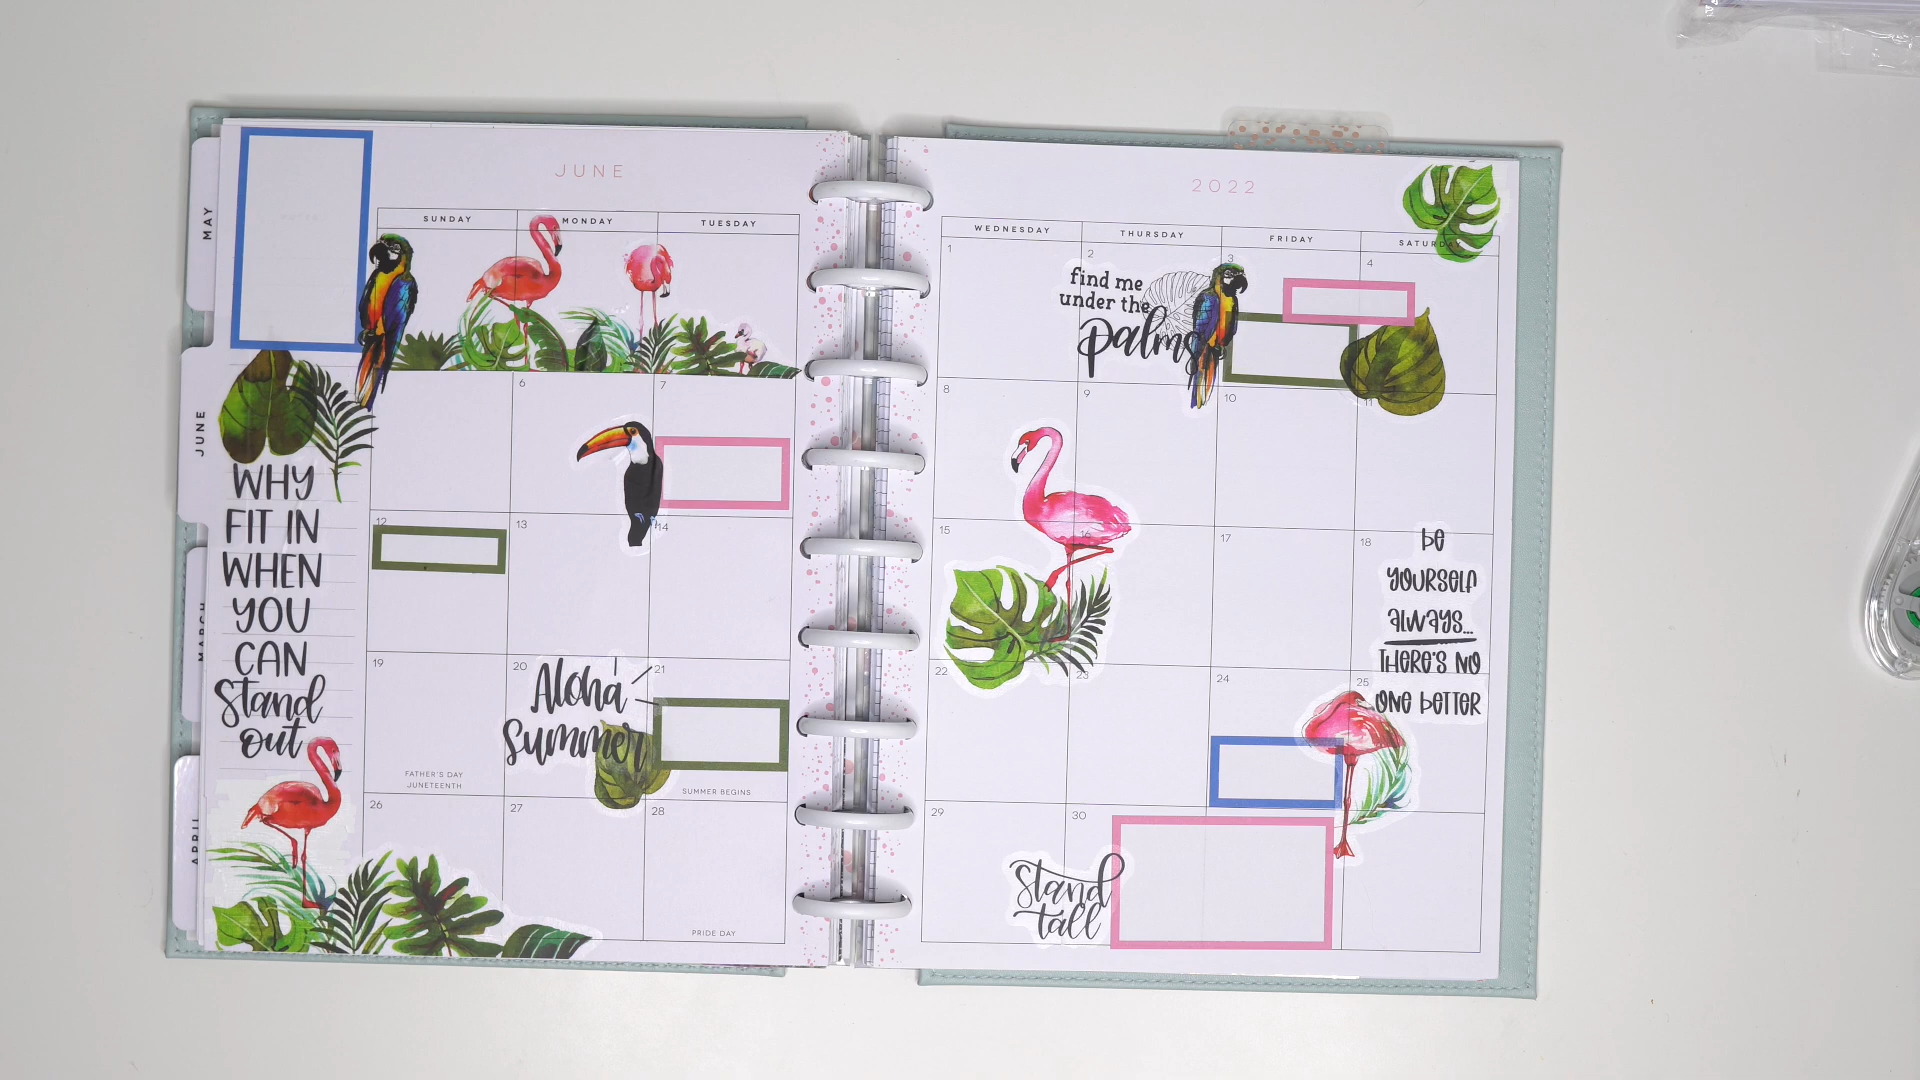 JUNE
SUNDAY
MONDAY
TUESDAY
6
7
12
13
14
19
20
21
FATHER'S DAY
JUNETEENTH
SUMMER BEGINS
26
27
28
PRIDE DAY
Aloha
Summer
MAY
JUNE
MARCH
APRIL
WHY
FIT IN
WHEN
YOU
CAN
Stand
out
2022
WEDNESDAY
THURSDAY
FRIDAY
SATURDAY
1
2
3
4
find me
under the
palms
8
9
10
11
15
16
17
18
be
yourself
always...
THERE'S NO
ONE BETTER
22
23
24
25
29
30
Stand
tall